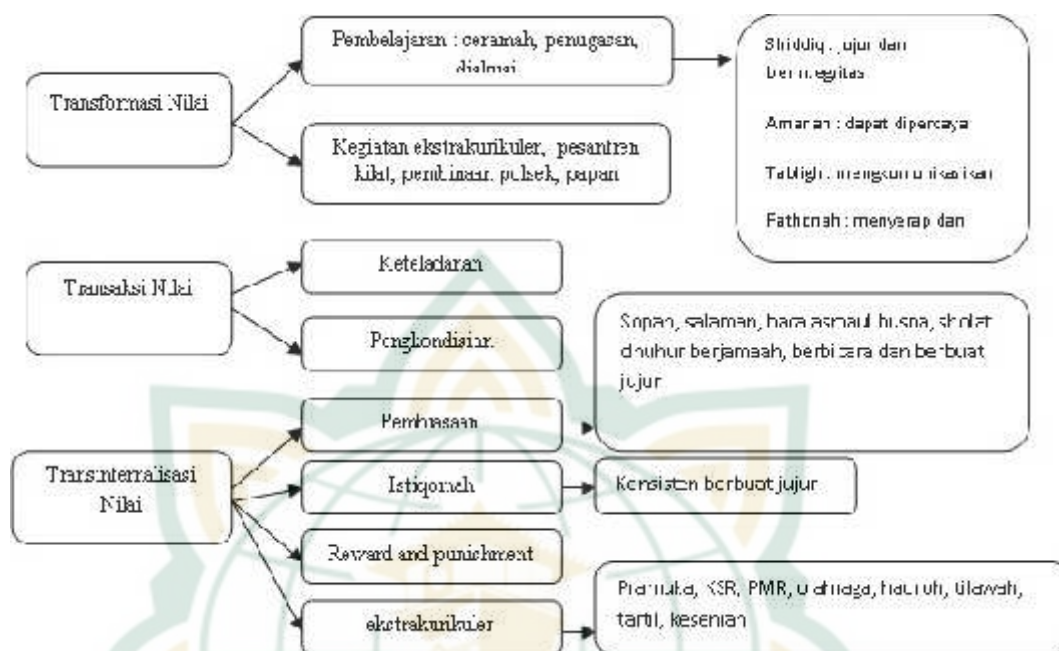 Pembelajaran : ceramah, penugasan,
diskusi
Transformasi Nilai
Kegiatan ekstrakurikuler, pesantren
kilat, pembinaan polsek, papan
Shiddiq : jujur dan
berintegritas
Amanah : dapat dipercaya
Tabligh : mengkomunikasikan
Fathonah : menyerap dan
Transaksi Nilai
Keteladanan
Pengkondisian
Sopan, salaman, baca asmaul husna, sholat
dhuhur berjamaah, berbicara dan berbuat
jujur
Transinternalisasi
Nilai
Pembiasaan
Istiqomah
Konsisten berbuat jujur
Reward and punishment
ekstrakurikuler
Pramuka, KSR, PMR, olahraga, hadroh, tilawah,
tartil, kesenian